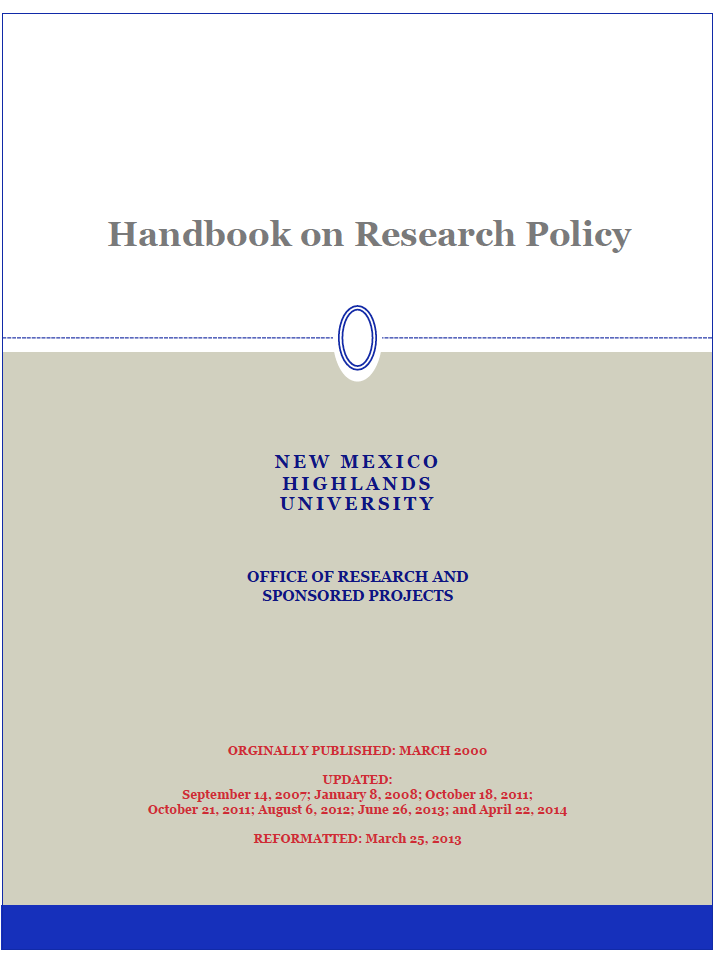 Handbook on Research Policy
NEW MEXICO
HIGHLANDS
UNIVERSITY
OFFICE OF RESEARCH AND
SPONSORED PROJECTS
ORGINALLY PUBLISHED: MARCH 2000
UPDATED:
September 14, 2007; January 8, 2008; October 18, 2011;
October 21, 2011; August 6, 2012; June 26, 2013; and April 22, 2014
REFORMATTED: March 25, 2013